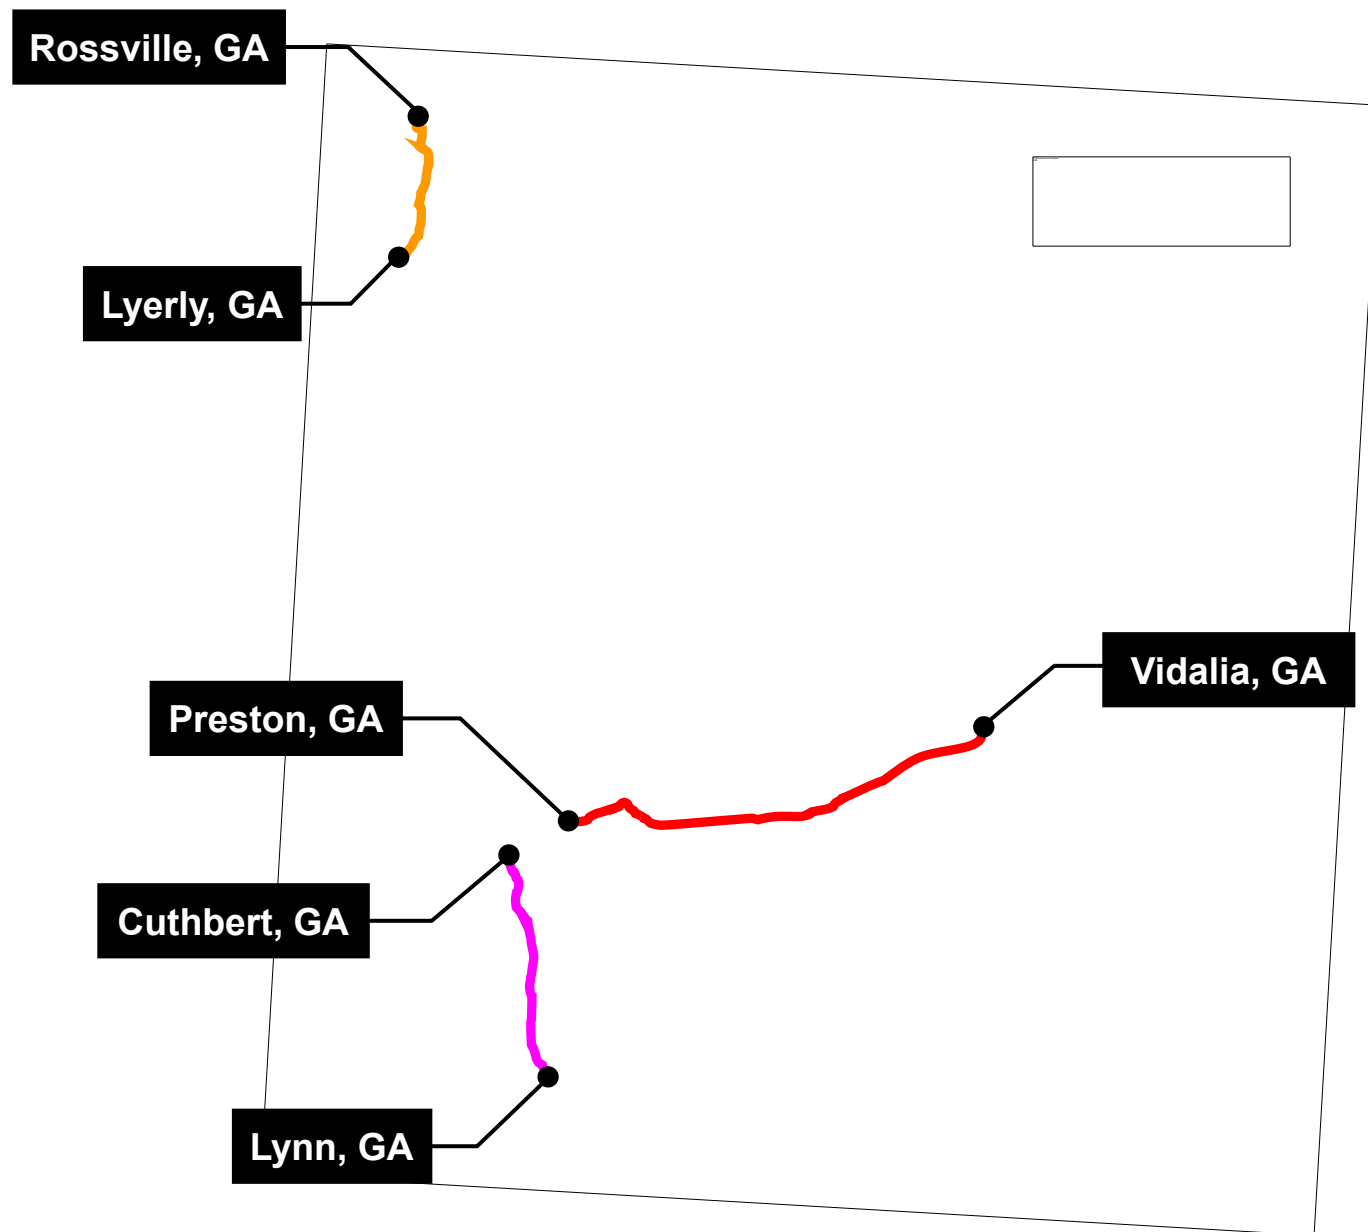 Rossville, GA
Lyerly, GA
Vidalia, GA
Preston, GA
Cuthbert, GA
Lynn, GA